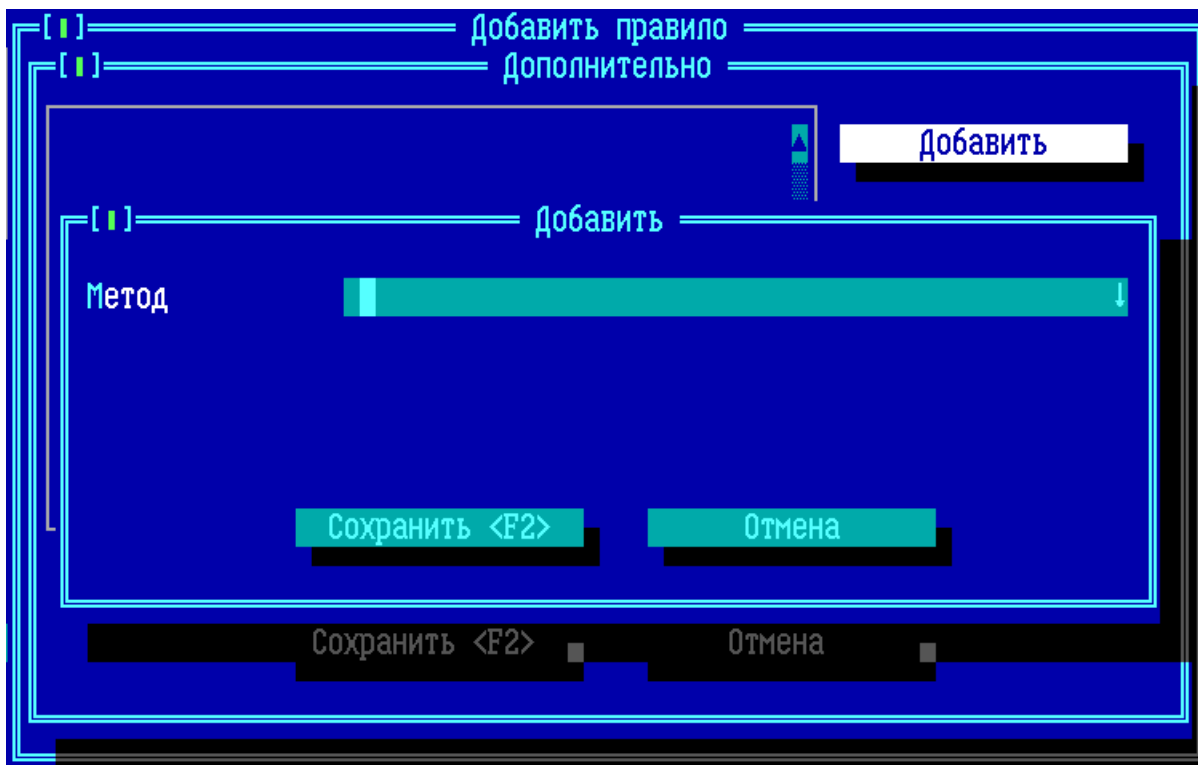 Добавить правило
Дополнительно
Добавить
Добавить
Метод
Сохранить <F2> Отмена
Сохранить <F2> Отмена